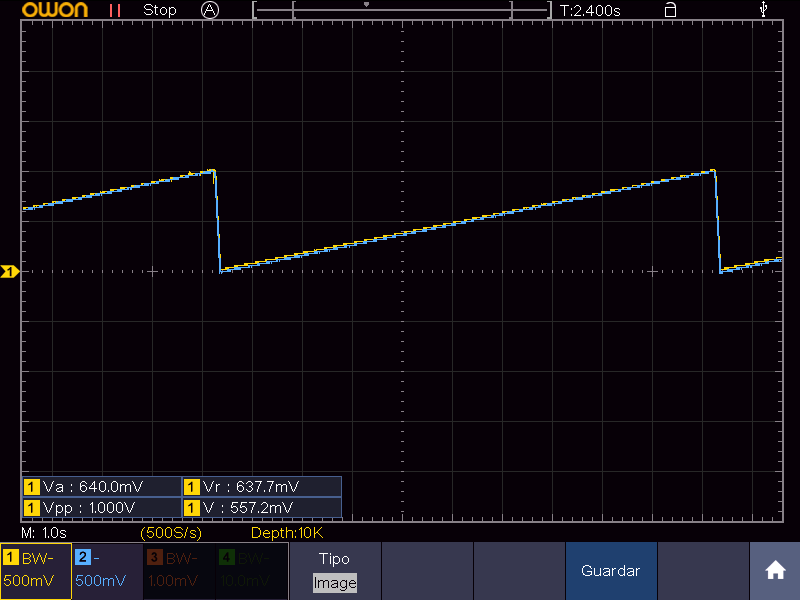 OWON Stop A T:2.400s
1
1 Va : 640.0mV 1 Vr : 637.7mV
1 Vpp : 1.000V 1 V : 557.2mV
M: 1.0s (500S/s) Depth:10K
1 BW- 2 - 3 BW- 4 BW- Tipo
500mV 500mV 1.00mV 10.0mV Image
Guardar